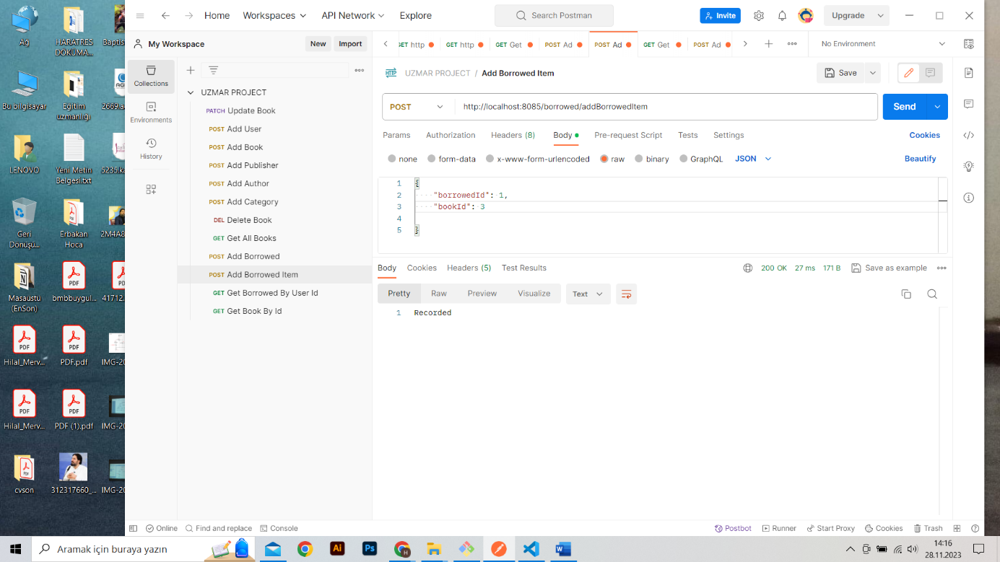 Home
Workspaces
API Network
Explore
Search Postman
Invite
Upgrade
My Workspace
New
Import
GET http
GET http
GET Get
POST Ad
POST Ad
GET Get
POST Ad
No Environment
Collections
Environments
History
UZMAR PROJECT
PATCH Update Book
POST Add User
POST Add Book
POST Add Publisher
POST Add Author
POST Add Category
DEL Delete Book
GET Get All Books
POST Add Borrowed
POST Add Borrowed Item
GET Get Borrowed By User Id
GET Get Book By Id
HTTP UZMAR PROJECT / Add Borrowed Item
Save
POST http://localhost:8085/borrowed/addBorrowedItem
Send
Params Authorization Headers (8) Body Pre-request Script Tests Settings Cookies
none form-data x-www-form-urlencoded raw binary GraphQL JSON Beautify
1 {
2 "borrowedId": 1,
3 "bookId": 3
4
5 }
Body Cookies Headers (5) Test Results 200 OK 27 ms 171 B Save as example
Pretty Raw Preview Visualize Text
1 Recorded
Online Find and replace Console Postbot Runner Start Proxy Cookies Trash
Ağ
HARATRES
DOKÜMA...
Baptis
Bu bilgisayar
Eğitim
uzmanlığı
2669.a
LENOVO
Yeni Metin
Belgesi.txt
5235.k
Geri
Dönüşü...
Erbakan
Hoca
2M4A8
Masaüstü
(EnSon)
bmbbuygul...
41712.
Hilal_Merv...
PDF.pdf
IMG-20
Hilal_Merv...
PDF (1).pdf
IMG-20
cvson
312317660_...
IMG-20
Aramak için buraya yazın
Ai
Ps
H
W
14:16
28.11.2023